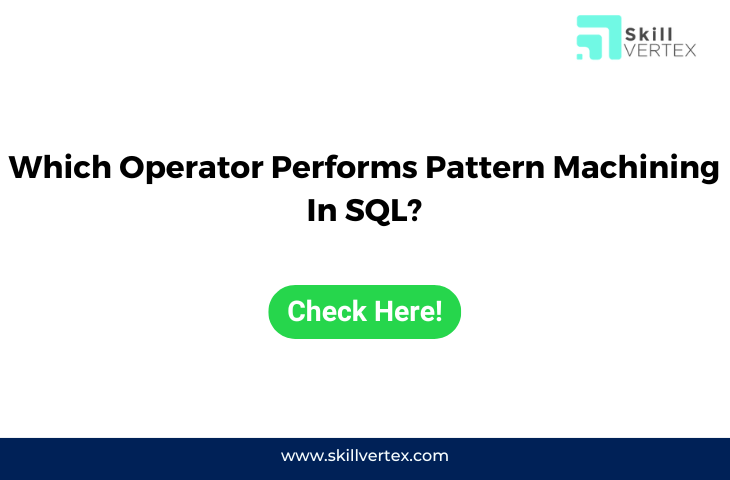 Skill
VERTEX
Which Operator Performs Pattern Machining
In SQL?
Check Here!
www.skillvertex.com